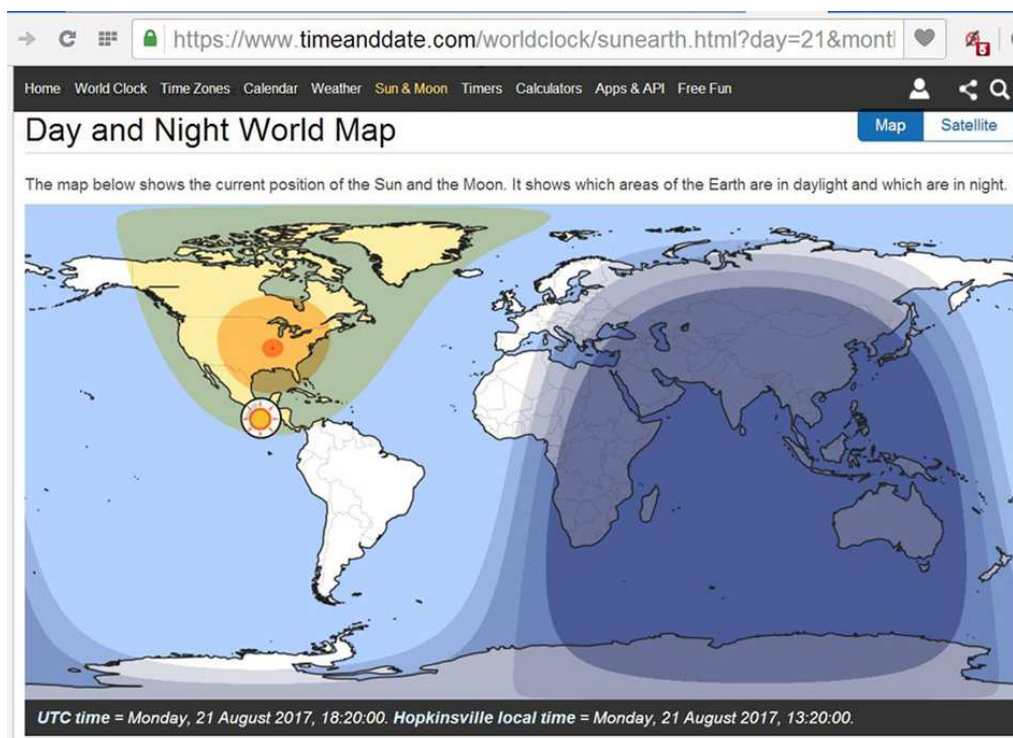 https://www.timeanddate.com/worldclock/sunearth.html?day=21&mont
5
Home World Clock Time Zones Calendar Weather Sun & Moon Timers Calculators Apps & API Free Fun
Day and Night World Map
Map Satellite
The map below shows the current position of the Sun and the Moon. It shows which areas of the Earth are in daylight and which are in night.
UTC time = Monday, 21 August 2017, 18:20:00. Hopkinsville local time = Monday, 21 August 2017, 13:20:00.